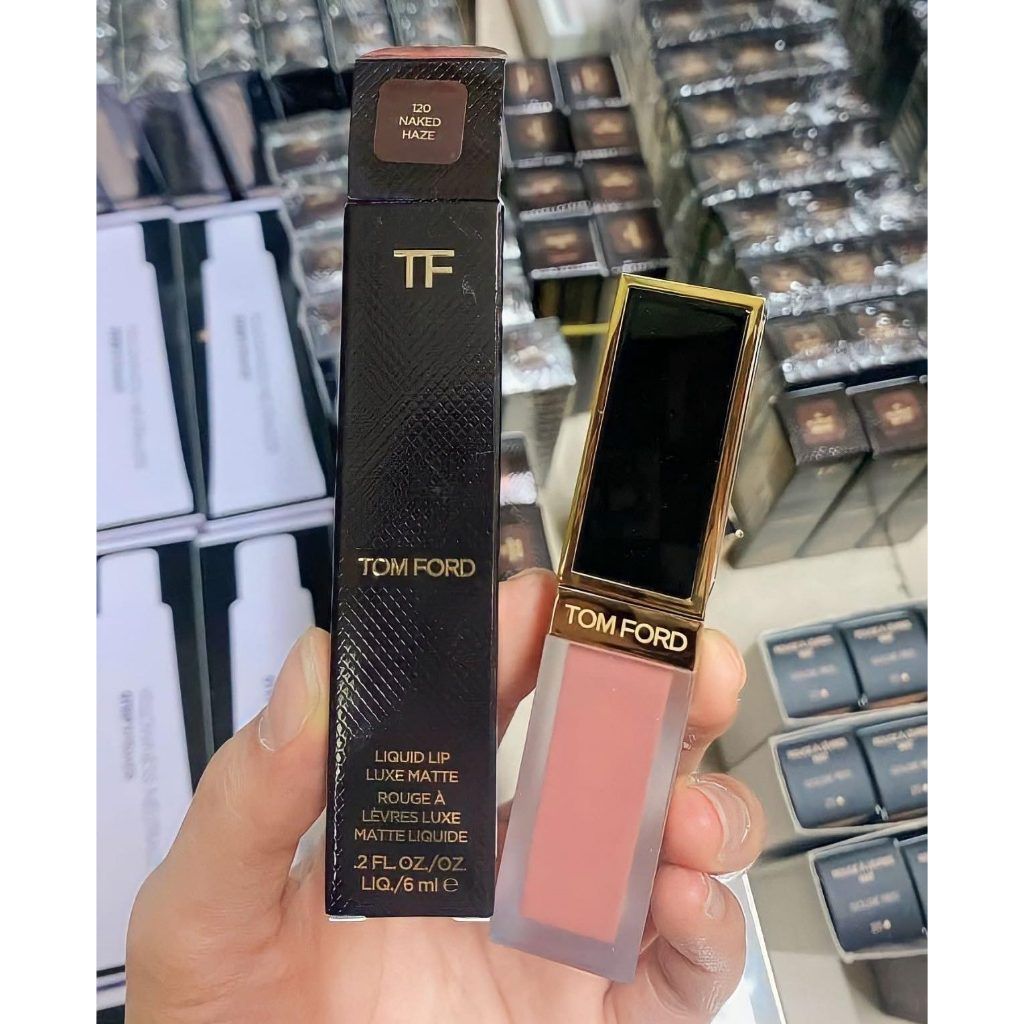 120
NAKED
HAZE
TF
TOM FORD
LIQUID LIP
LUXE MATTE
ROUGE À
LÈVRES LUXE
MATTE LIQUIDE
.2 FL.OZ./OZ.
LIQ./6 ml e
TOM FORD